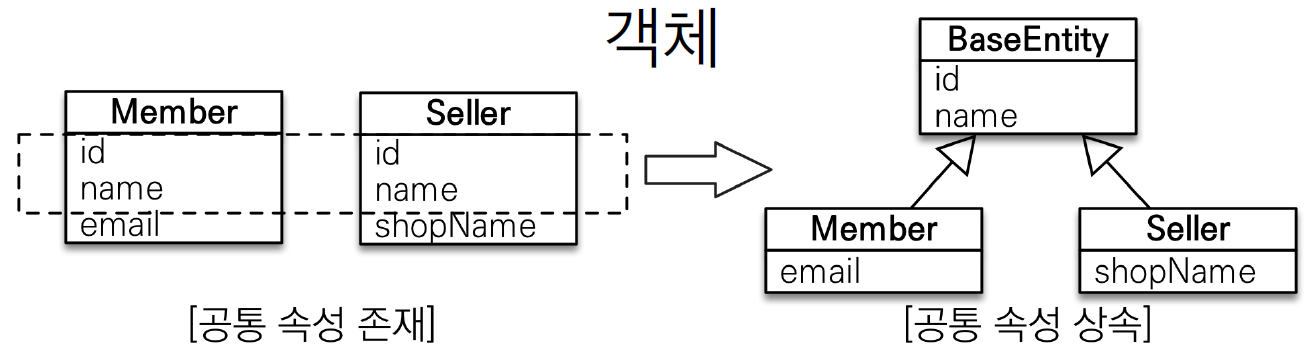 객체
Member
id
name
email
Seller
id
name
shopName
[공통 속성 존재]
BaseEntity
id
name
Member
email
Seller
shopName
[공통 속성 상속]